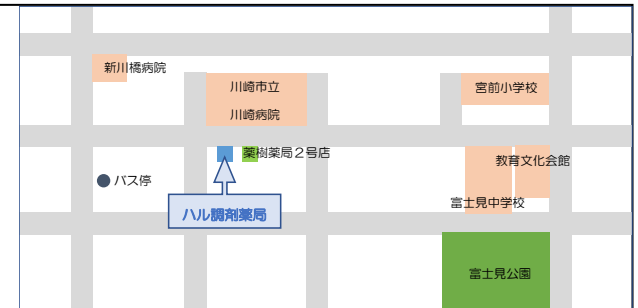 新川橋病院
川崎市立
川崎病院
宮前小学校
薬樹薬局２号店
教育文化会館
バス停
富士見中学校
ハル調剤薬局
富士見公園